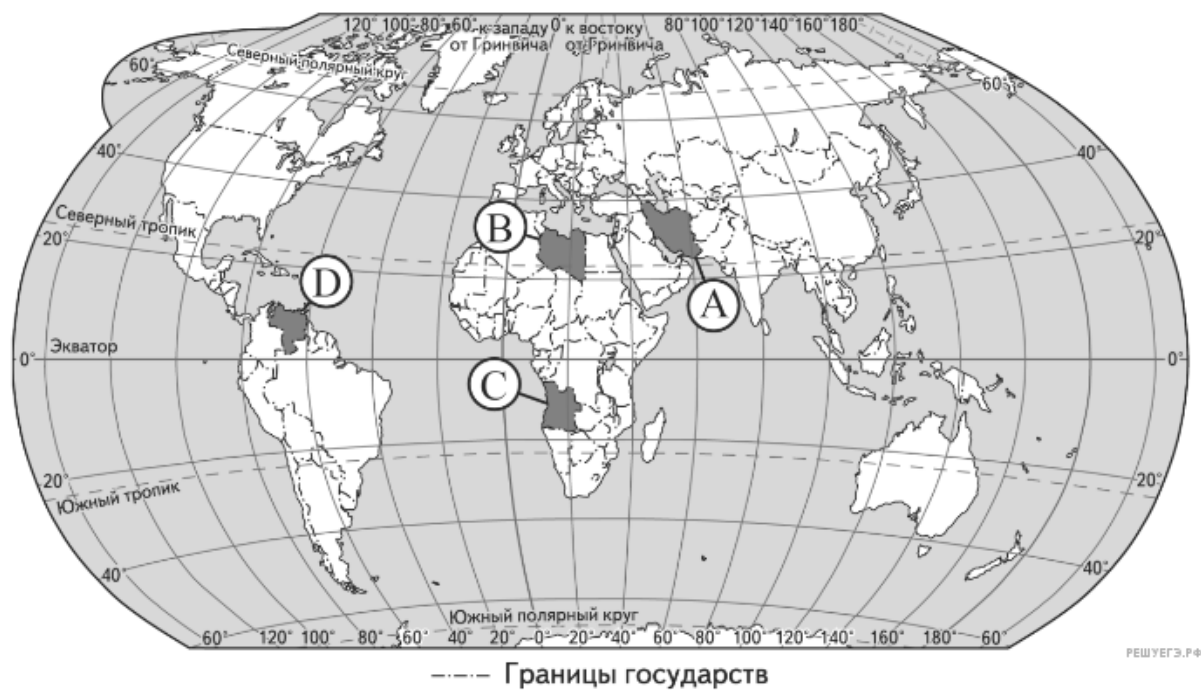 120° 100° 80° 60° к западу 0° к востоку 80° 100° 120° 140° 160° 180°
от Гринвича от Гринвича
Северный полярный круг
60° 60°
40° 40°
Северный тропик
20° 20°
B
D
A
Экватор
0° 0°
C
20° 20°
Южный тропик
40° 40°
Южный полярный круг
60° 120° 100° 80° 60° 40° 20° 0° 20° 40° 60° 80° 100° 120° 140° 160° 180° 60°
Границы государств
РЕШУЕГЭ.РФ